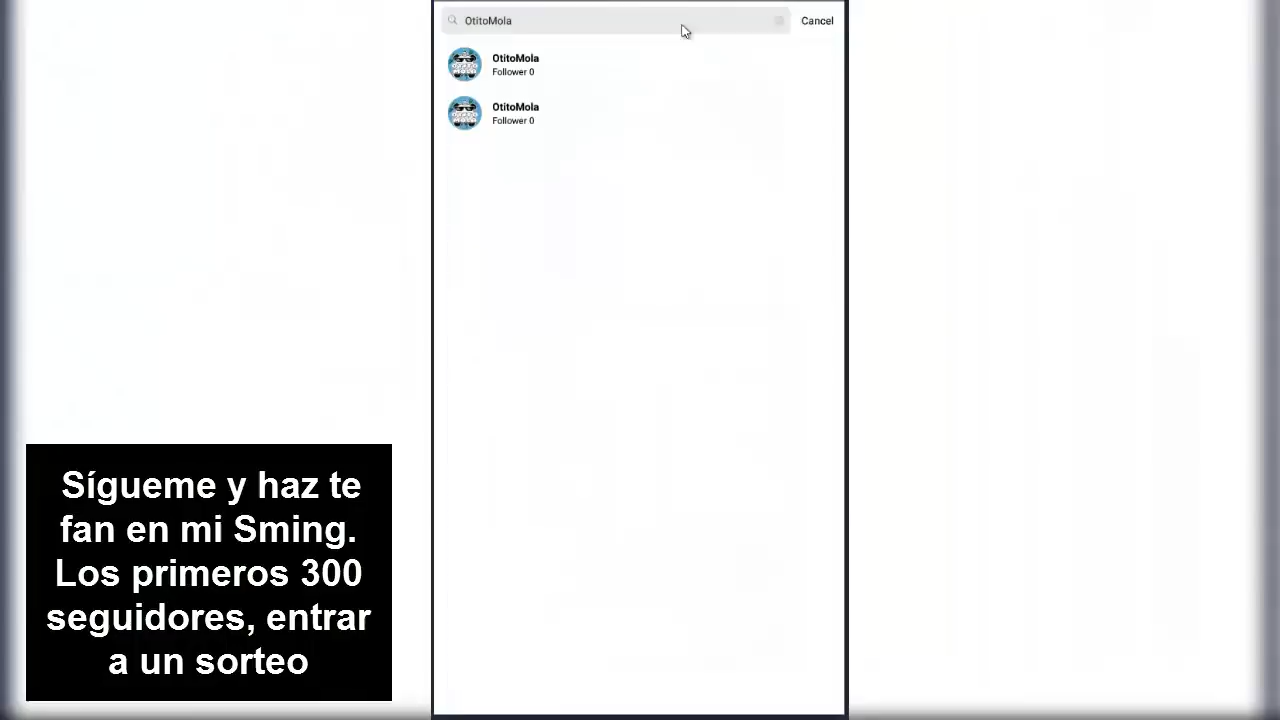 OtitoMola
Cancel
OtitoMola
Follower 0
OtitoMola
Follower 0
Sígueme y haz te
fan en mi Sming.
Los primeros 300
seguidores, entrar
a un sorteo